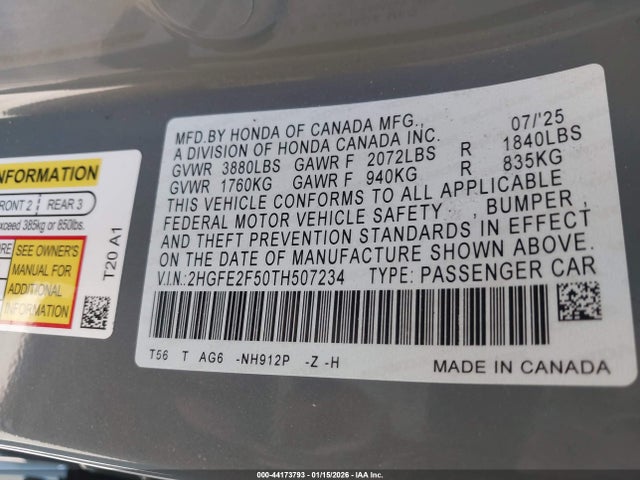 MFD.BY HONDA OF CANADA MFG., 07/'25
A DIVISION OF HONDA CANADA INC.
GVWR 3880LBS GAWR F 2072LBS R 1840LBS
GVWR 1760KG GAWR F 940KG R 835KG
THIS VEHICLE CONFORMS TO ALL APPLICABLE
FEDERAL MOTOR VEHICLE SAFETY , BUMPER ,
AND THEFT PREVENTION STANDARDS IN EFFECT
ON THE DATE OF MANUFACTURE SHOWN ABOVE.
V.I.N.:2HGFE2F50TH507234 TYPE: PASSENGER CAR
T56 T AG6 -NH912P -Z -H
MADE IN CANADA
INFORMATION
FRONT 2 REAR 3
exceed 385kg or 850lbs.
SEE OWNER'S
MANUAL FOR
ADDITIONAL
INFORMATION
T20 A1
000-44173793 - 01/15/2026 - IAA Inc.